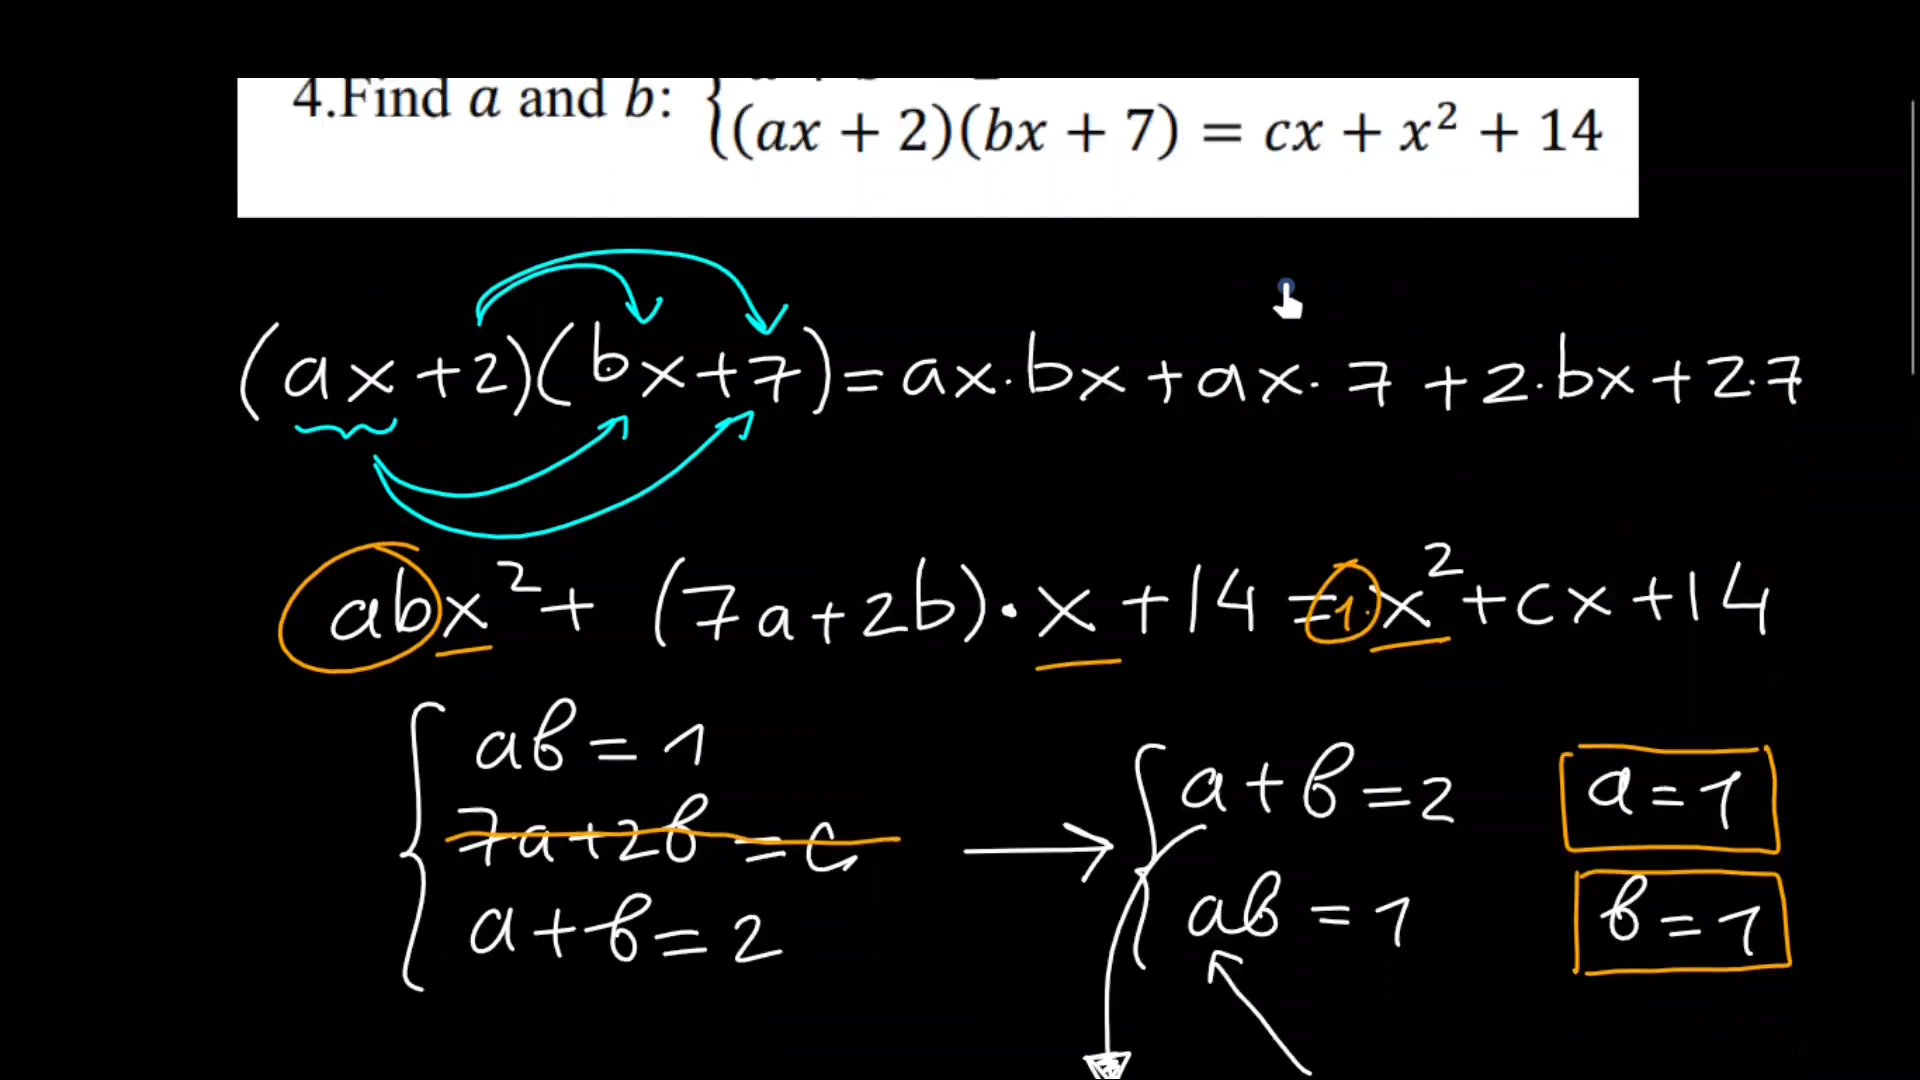 4.Find a and b:
(ax + 2)(bx + 7) = cx + x² + 14
(ax+2)(bx+7)=ax·bx+ax·7+2·bx+2·7
abx²+(7a+2b)·x+14=1·x²+cx+14
ab=1
7a+2b=c
a+b=2
a+b=2
ab=1
a=1
b=1